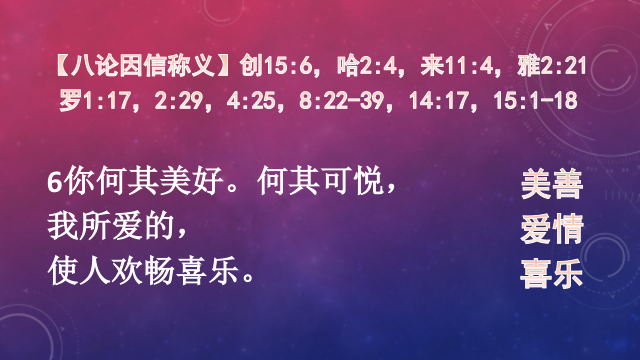 【八论因信称义】创15:6，哈2:4，来11:4，雅2:21
罗1:17，2:29，4:25，8:22-39，14:17，15:1-18
6你何其美好。何其可悦，
我所爱的，
使人欢畅喜乐。
美善
爱情
喜乐